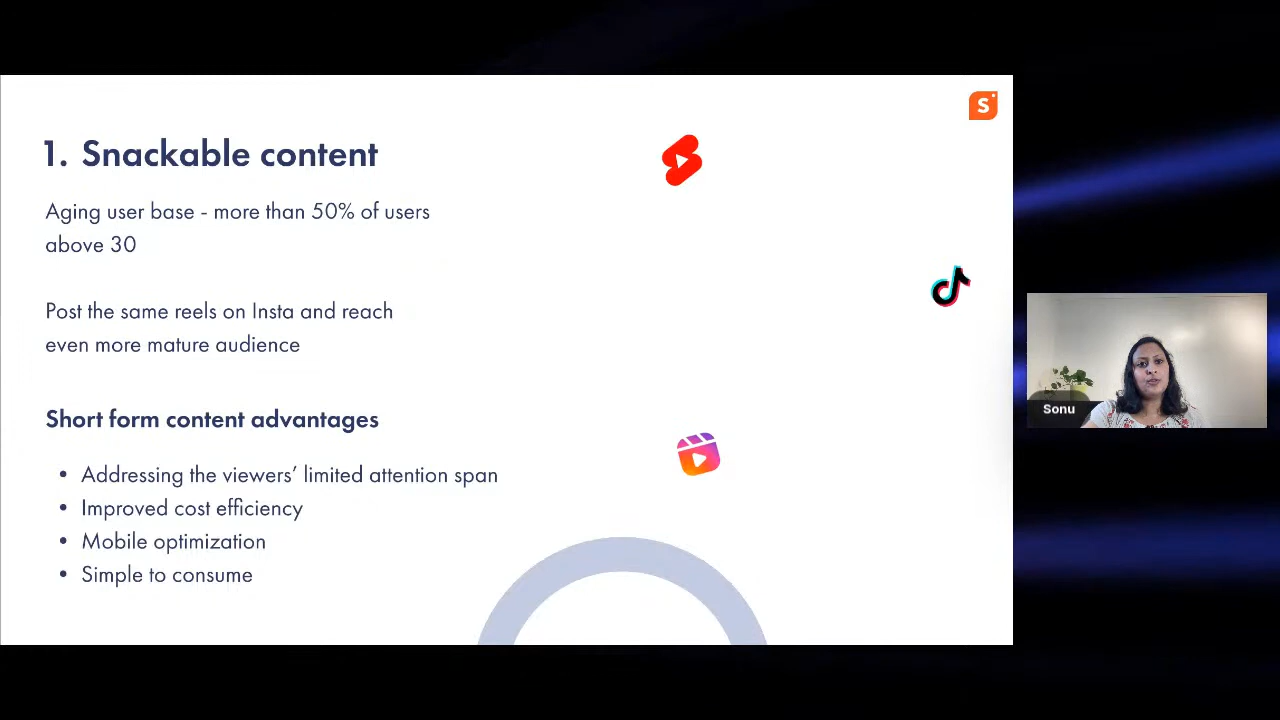 S
1. Snackable content
Aging user base - more than 50% of users
above 30
Post the same reels on Insta and reach
even more mature audience
Short form content advantages
• Addressing the viewers’ limited attention span
• Improved cost efficiency
• Mobile optimization
• Simple to consume
Sonu